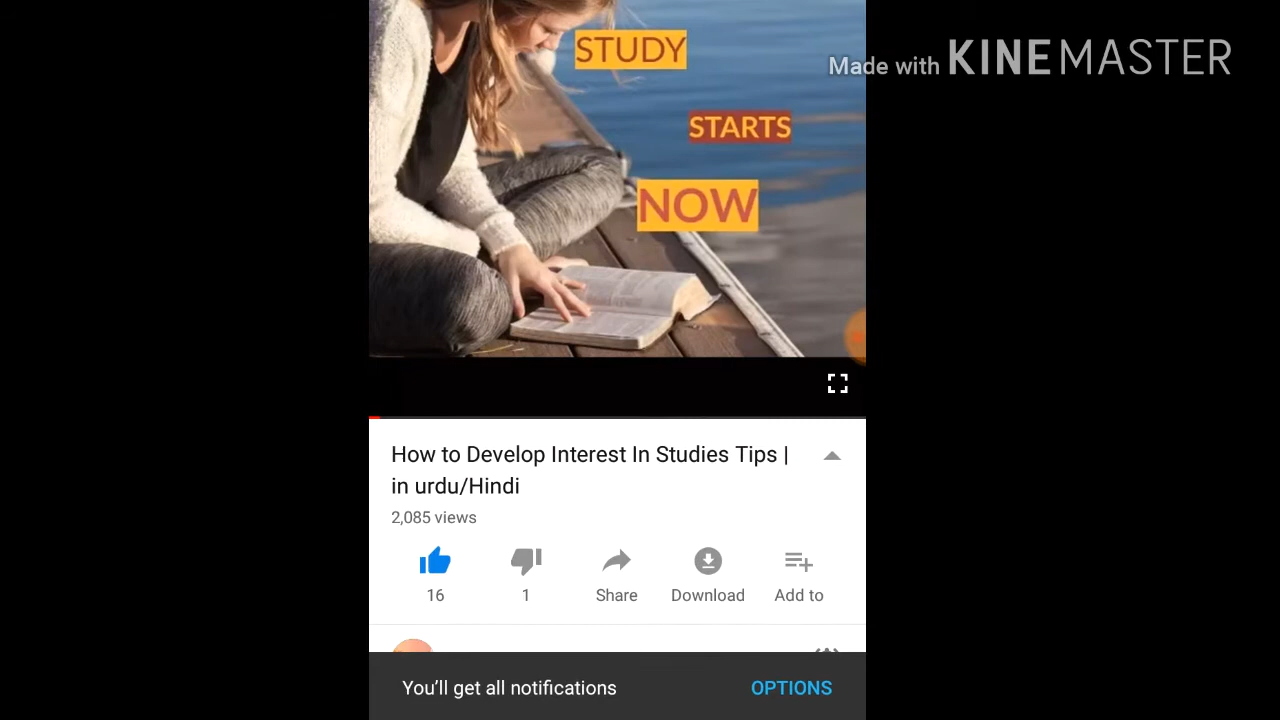 STUDY
Made with KINEMASTER
STARTS
NOW
How to Develop Interest In Studies Tips |
in urdu/Hindi
2,085 views
16 1 Share Download Add to
You’ll get all notifications OPTIONS